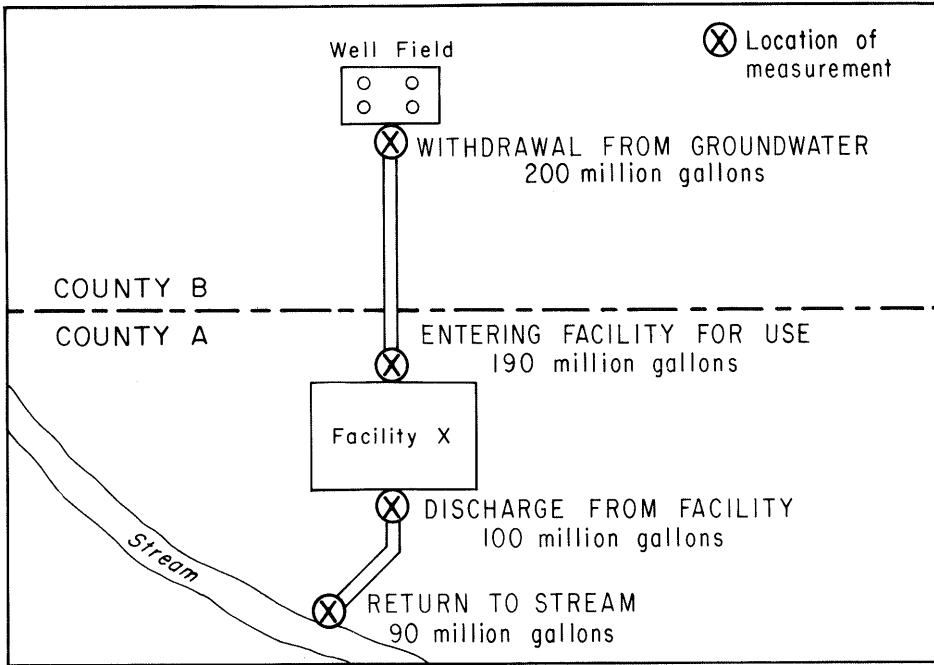 Well Field
Location of
measurement
WITHDRAWAL FROM GROUNDWATER
200 million gallons
COUNTY B
COUNTY A
ENTERING FACILITY FOR USE
190 million gallons
Facility X
DISCHARGE FROM FACILITY
100 million gallons
Stream
RETURN TO STREAM
90 million gallons